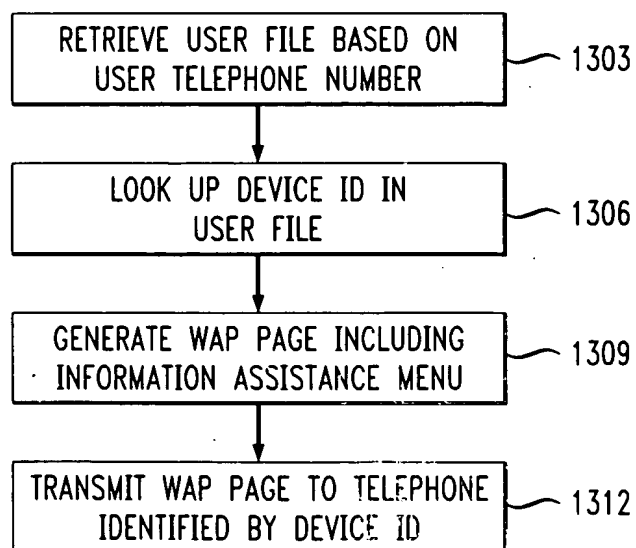 RETRIEVE USER FILE BASED ON
USER TELEPHONE NUMBER
1303
LOOK UP DEVICE ID IN
USER FILE
1306
GENERATE WAP PAGE INCLUDING
INFORMATION ASSISTANCE MENU
1309
TRANSMIT WAP PAGE TO TELEPHONE
IDENTIFIED BY DEVICE ID
1312